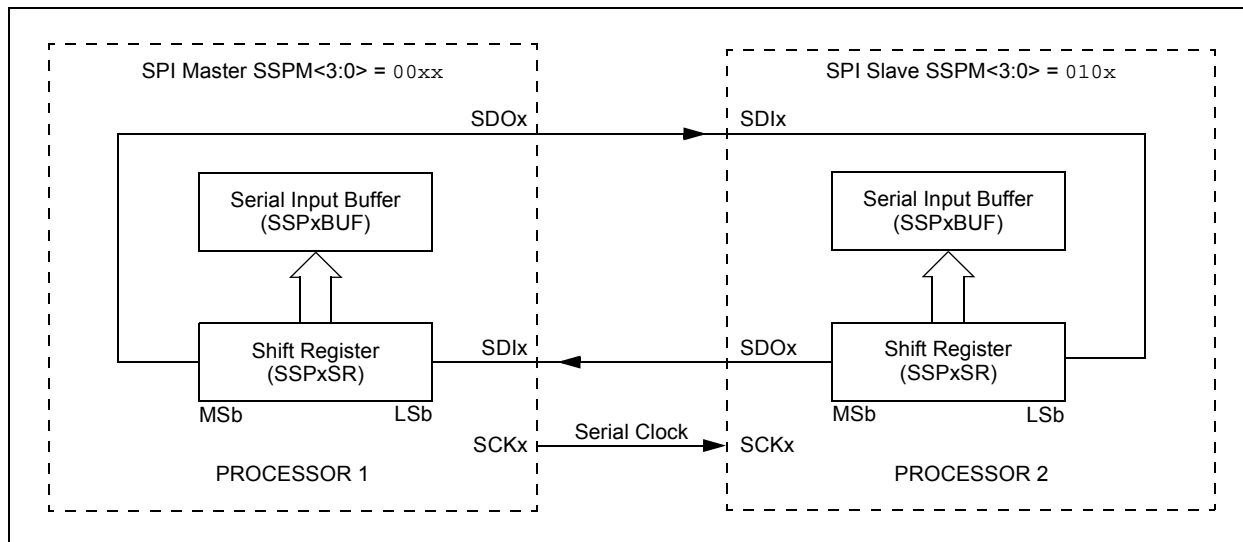 SPI Master SSPM<3:0> = 00xx
SDOx
Serial Input Buffer
(SSPxBUF)
Shift Register
(SSPxSR)
MSb
LSb
SDIx
SCKx
PROCESSOR 1
Serial Clock
SPI Slave SSPM<3:0> = 010x
SDIx
Serial Input Buffer
(SSPxBUF)
SDOx
Shift Register
(SSPxSR)
MSb
LSb
SCKx
PROCESSOR 2